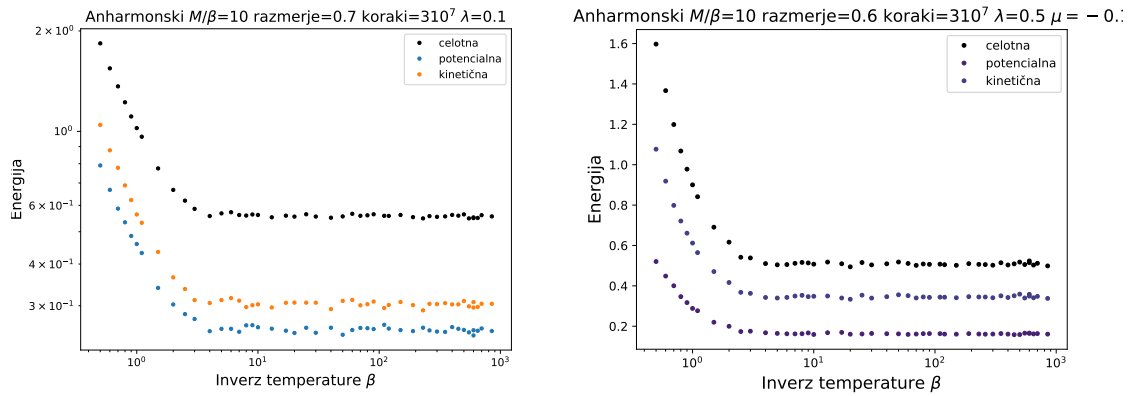 Anharmonski M/β=10 razmerje=0.7 koraki=310⁷ λ=0.1
Energija
2 × 10⁰
10⁰
6 × 10⁻¹
4 × 10⁻¹
3 × 10⁻¹
celotna
potencialna
kinetična
10⁰
10¹
10²
10³
Inverz temperature β
Anharmonski M/β=10 razmerje=0.6 koraki=310⁷ λ=0.5 μ = − 0.1
Energija
1.6
1.4
1.2
1.0
0.8
0.6
0.4
0.2
celotna
potencialna
kinetična
10⁰
10¹
10²
10³
Inverz temperature β